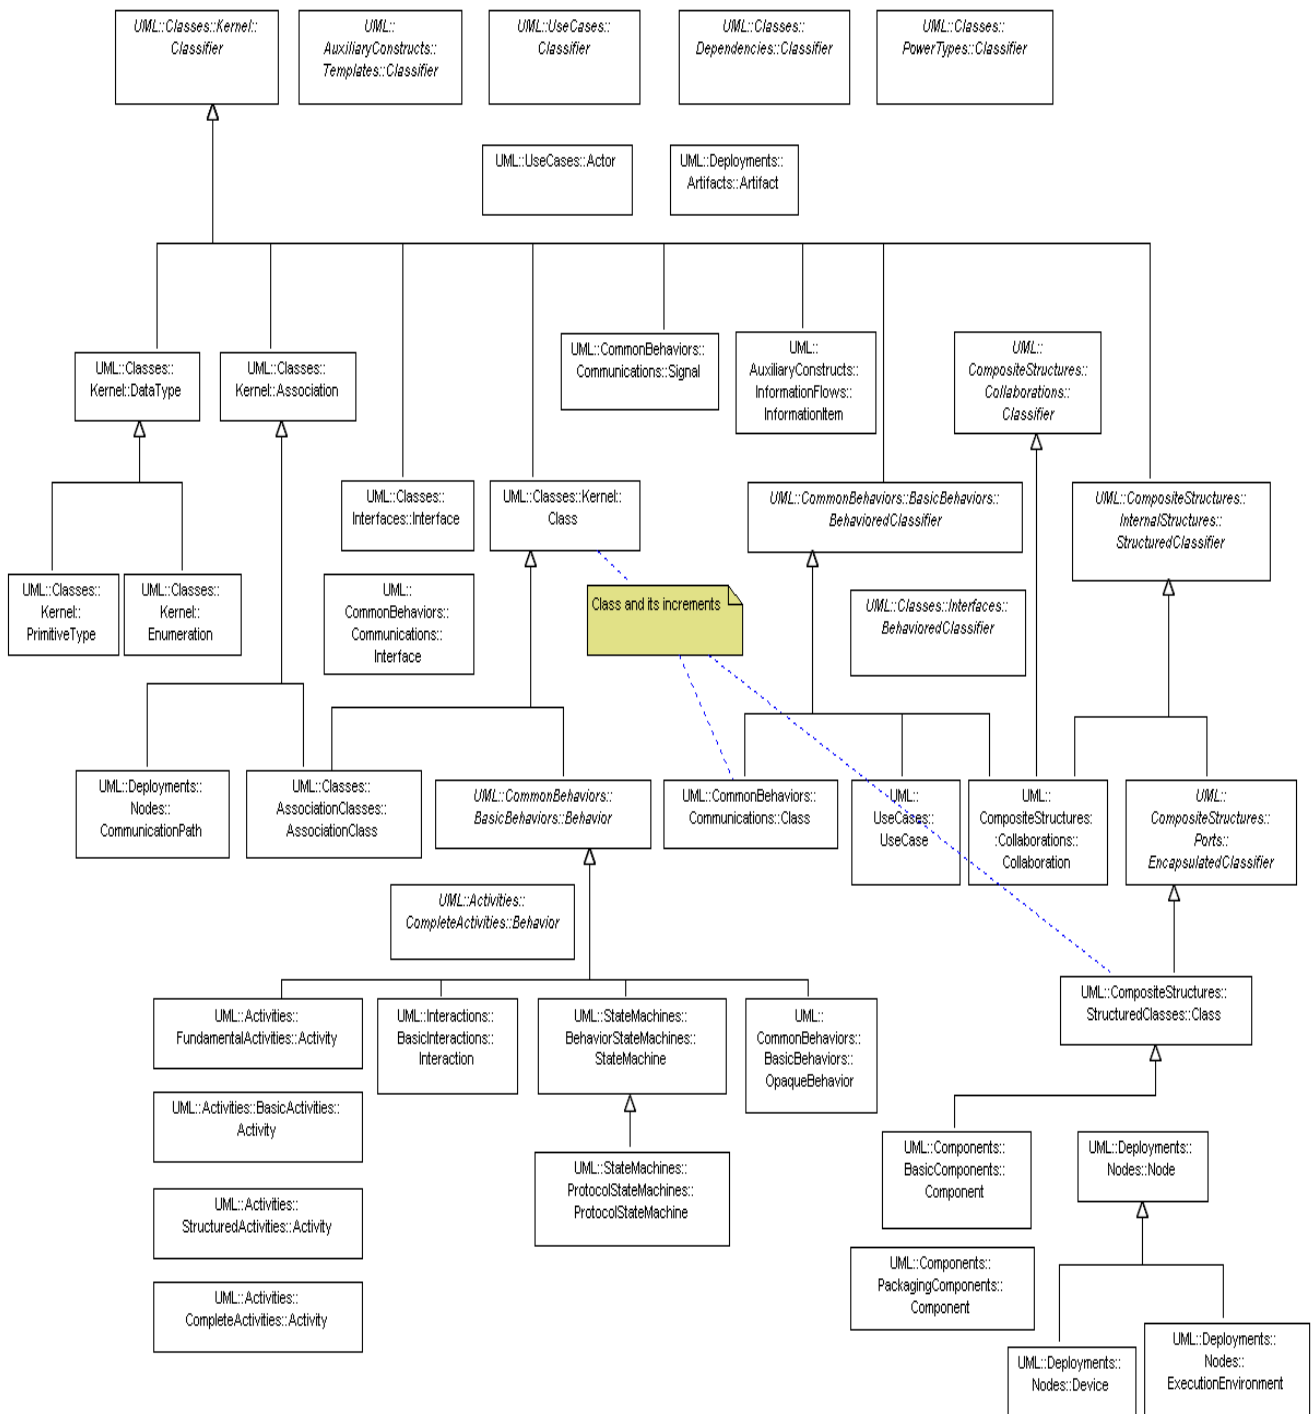 UML::Classes::Kernel::
Classifier
UML::
AuxiliaryConstructs::
Templates::Classifier
UML::UseCases::
Classifier
UML::Classes::
Dependencies::Classifier
UML::Classes::
PowerTypes::Classifier
UML::UseCases::Actor
UML::Deployments::
Artifacts::Artifact
UML::Classes::
Kernel::DataType
UML::Classes::
Kernel::Association
UML::CommonBehaviors::
Communications::Signal
UML::
AuxiliaryConstructs::
InformationFlows::
InformationItem
UML::
CompositeStructures::
Collaborations::
Classifier
UML::Classes::
Interfaces::Interface
UML::Classes::Kernel::
Class
UML::CommonBehaviors::BasicBehaviors::
BehavioredClassifier
UML::CompositeStructures::
InternalStructures::
StructuredClassifier
UML::Classes:
Kernel::
PrimitiveType
UML::Classes:
Kernel::
Enumeration
UML::
CommonBehaviors::
Communications::
Interface
Class and its increments
UML::Classes::Interfaces::
BehavioredClassifier
UML::Deployments::
Nodes::
CommunicationPath
UML::Classes::
AssociationClasses::
AssociationClass
UML::CommonBehaviors::
BasicBehaviors::Behavior
UML::CommonBehaviors::
Communications::Class
UML::
UseCases::
UseCase
UML::
CompositeStructures:
:Collaborations::
Collaboration
UML::
CompositeStructures::
Ports::
EncapsulatedClassifier
UML::Activities::
CompleteActivities::Behavior
UML::Activities::
FundamentalActivities::Activity
UML::Interactions::
BasicInteractions::
Interaction
UML::StateMachines::
BehaviorStateMachines::
StateMachine
UML::
CommonBehaviors::
BasicBehaviors::
OpaqueBehavior
UML::CompositeStructures::
StructuredClasses::Class
UML::Activities::BasicActivities::
Activity
UML::StateMachines::
ProtocolStateMachines::
ProtocolStateMachine
UML::Components::
BasicComponents::
Component
UML::Deployments::
Nodes::Node
UML::Activities::
StructuredActivities::Activity
UML::Components::
PackagingComponents::
Component
UML::Activities::
CompleteActivities::Activity
UML::Deployments::
Nodes::Device
UML::Deployments::
Nodes::
ExecutionEnvironment